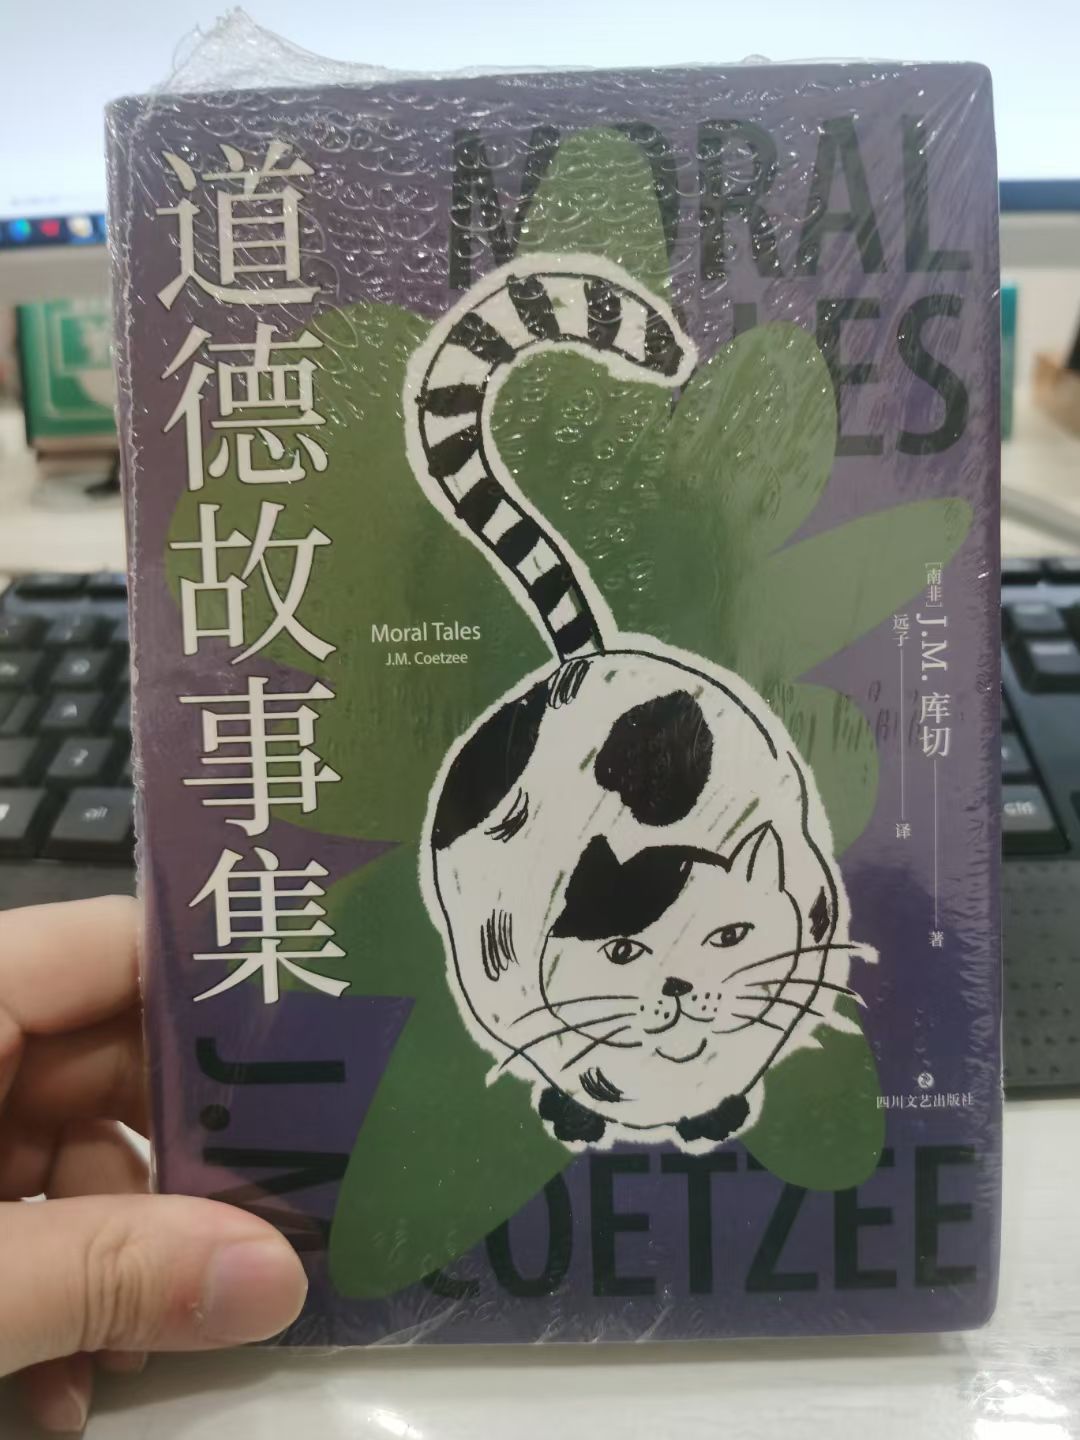 道德故事集
MORAL
TALES
Moral Tales
J.M. Coetzee
[南非] J.M. 库切 著
远子 译
四川文艺出版社
J.M.
COETZEE